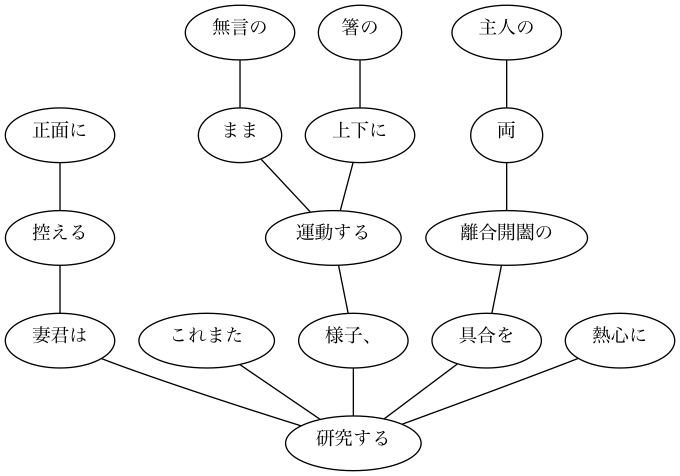 無言の
箸の
主人の
正面に
まま
上下に
両
控える
運動する
離合開闔の
妻君は
これまた
様子、
具合を
熱心に
研究する